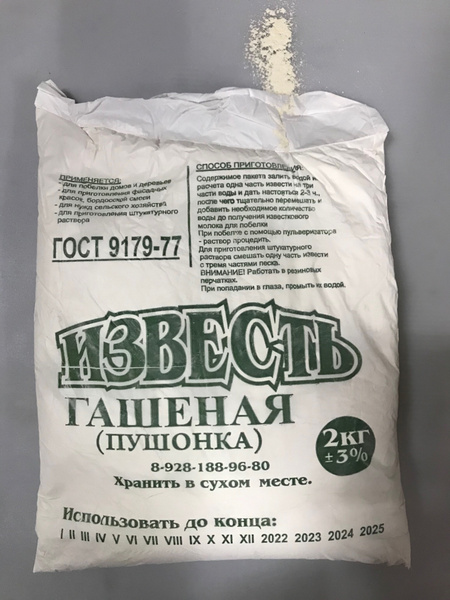 ПРИМЕНЯЕТСЯ:
- для побелки домов и деревьев
- для приготовления фасадных
красок, бордосской смеси
- для нужд сельского хозяйства
- для приготовления штукатурного
раствора
ГОСТ 9179-77
СПОСОБ ПРИГОТОВЛЕНИЯ:
Содержимое пакета залить водой из
расчета одна часть извести на три
части воды и дать настояться 2-3 ч.,
после чего тщательно перемешать и
добавить необходимое количество
воды до получения известкового
молока для побелки
При побелке с помощью пульверизатора
- раствор процедить.
Для приготовления штукатурного
раствора смешать одну часть извести
с тремя частями песка.
ВНИМАНИЕ! Работать в резиновых
перчатках.
При попадании в глаза, промыть их водой.
ИЗВЕСТЬ
ГАШЕНАЯ
(ПУШОНКА)
2КГ
±3%
8-928-188-96-80
Хранить в сухом месте.
Использовать до конца:
I II III IV V VI VII VIII IX X XI XII 2022 2023 2024 2025